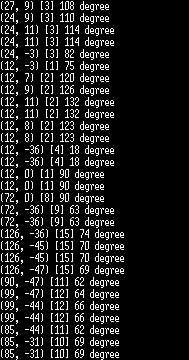 (27, 9) [3] 108 degree
(24, 9) [3] 110 degree
(24, 11) [3] 114 degree
(24, 11) [3] 114 degree
(24, -3) [3] 82 degree
(12, -3) [1] 75 degree
(12, 7) [2] 120 degree
(12, 9) [2] 126 degree
(12, 11) [2] 132 degree
(12, 11) [2] 132 degree
(12, 8) [2] 123 degree
(12, 8) [2] 123 degree
(12, -36) [4] 18 degree
(12, -36) [4] 18 degree
(12, 0) [1] 90 degree
(12, 0) [1] 90 degree
(72, 0) [8] 90 degree
(72, -36) [9] 63 degree
(72, -36) [9] 63 degree
(126, -36) [15] 74 degree
(126, -45) [15] 70 degree
(126, -45) [15] 70 degree
(126, -47) [15] 69 degree
(90, -47) [11] 62 degree
(99, -47) [12] 64 degree
(99, -44) [12] 66 degree
(99, -44) [12] 66 degree
(85, -44) [11] 62 degree
(85, -31) [10] 69 degree
(85, -31) [10] 69 degree